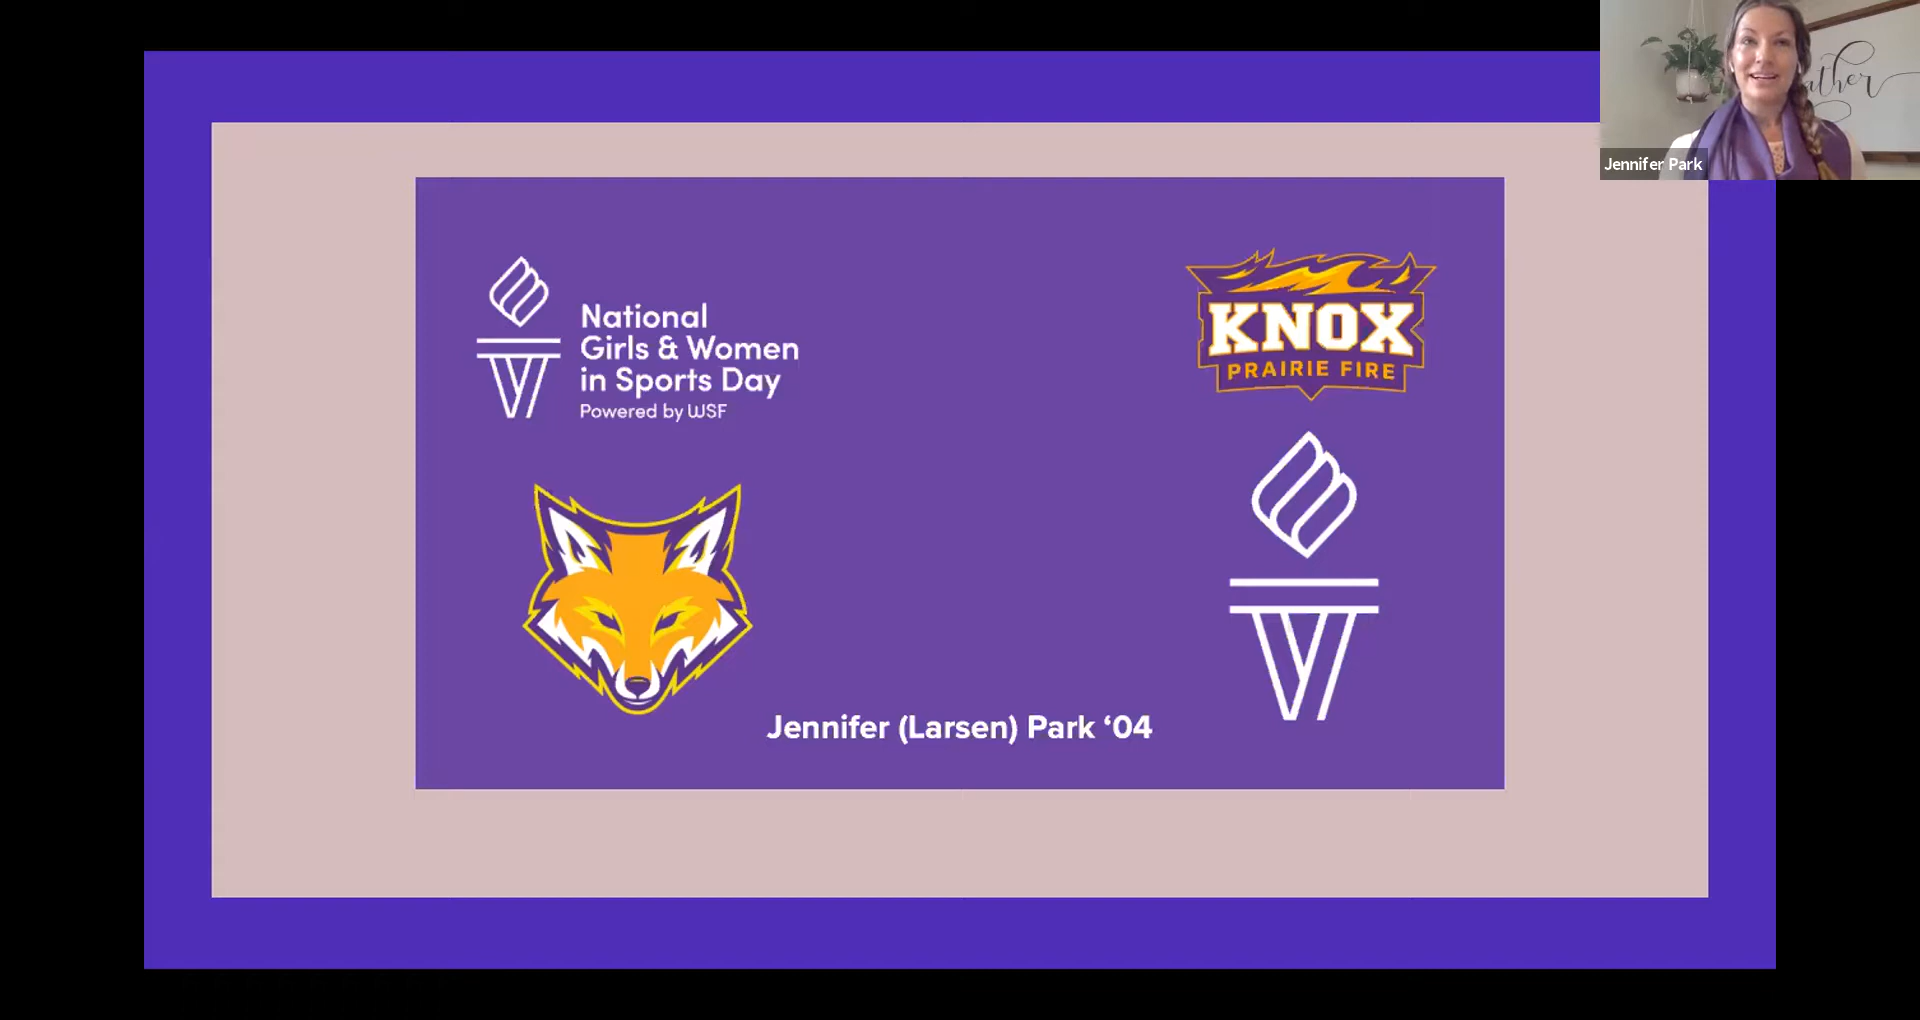 National
Girls & Women
in Sports Day
Powered by WSF
KNOX
PRAIRIE FIRE
Jennifer (Larsen) Park ‘04
Jennifer Park